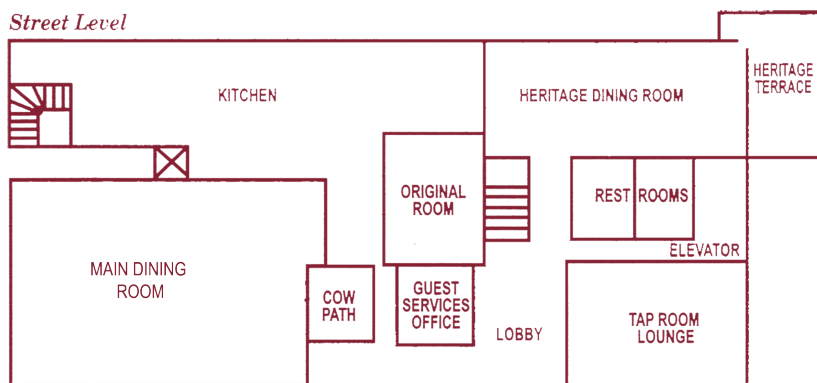 Street Level
KITCHEN
HERITAGE DINING ROOM
HERITAGE
TERRACE
ORIGINAL
ROOM
REST ROOMS
ELEVATOR
MAIN DINING
ROOM
COW
PATH
GUEST
SERVICES
OFFICE
LOBBY
TAP ROOM
LOUNGE